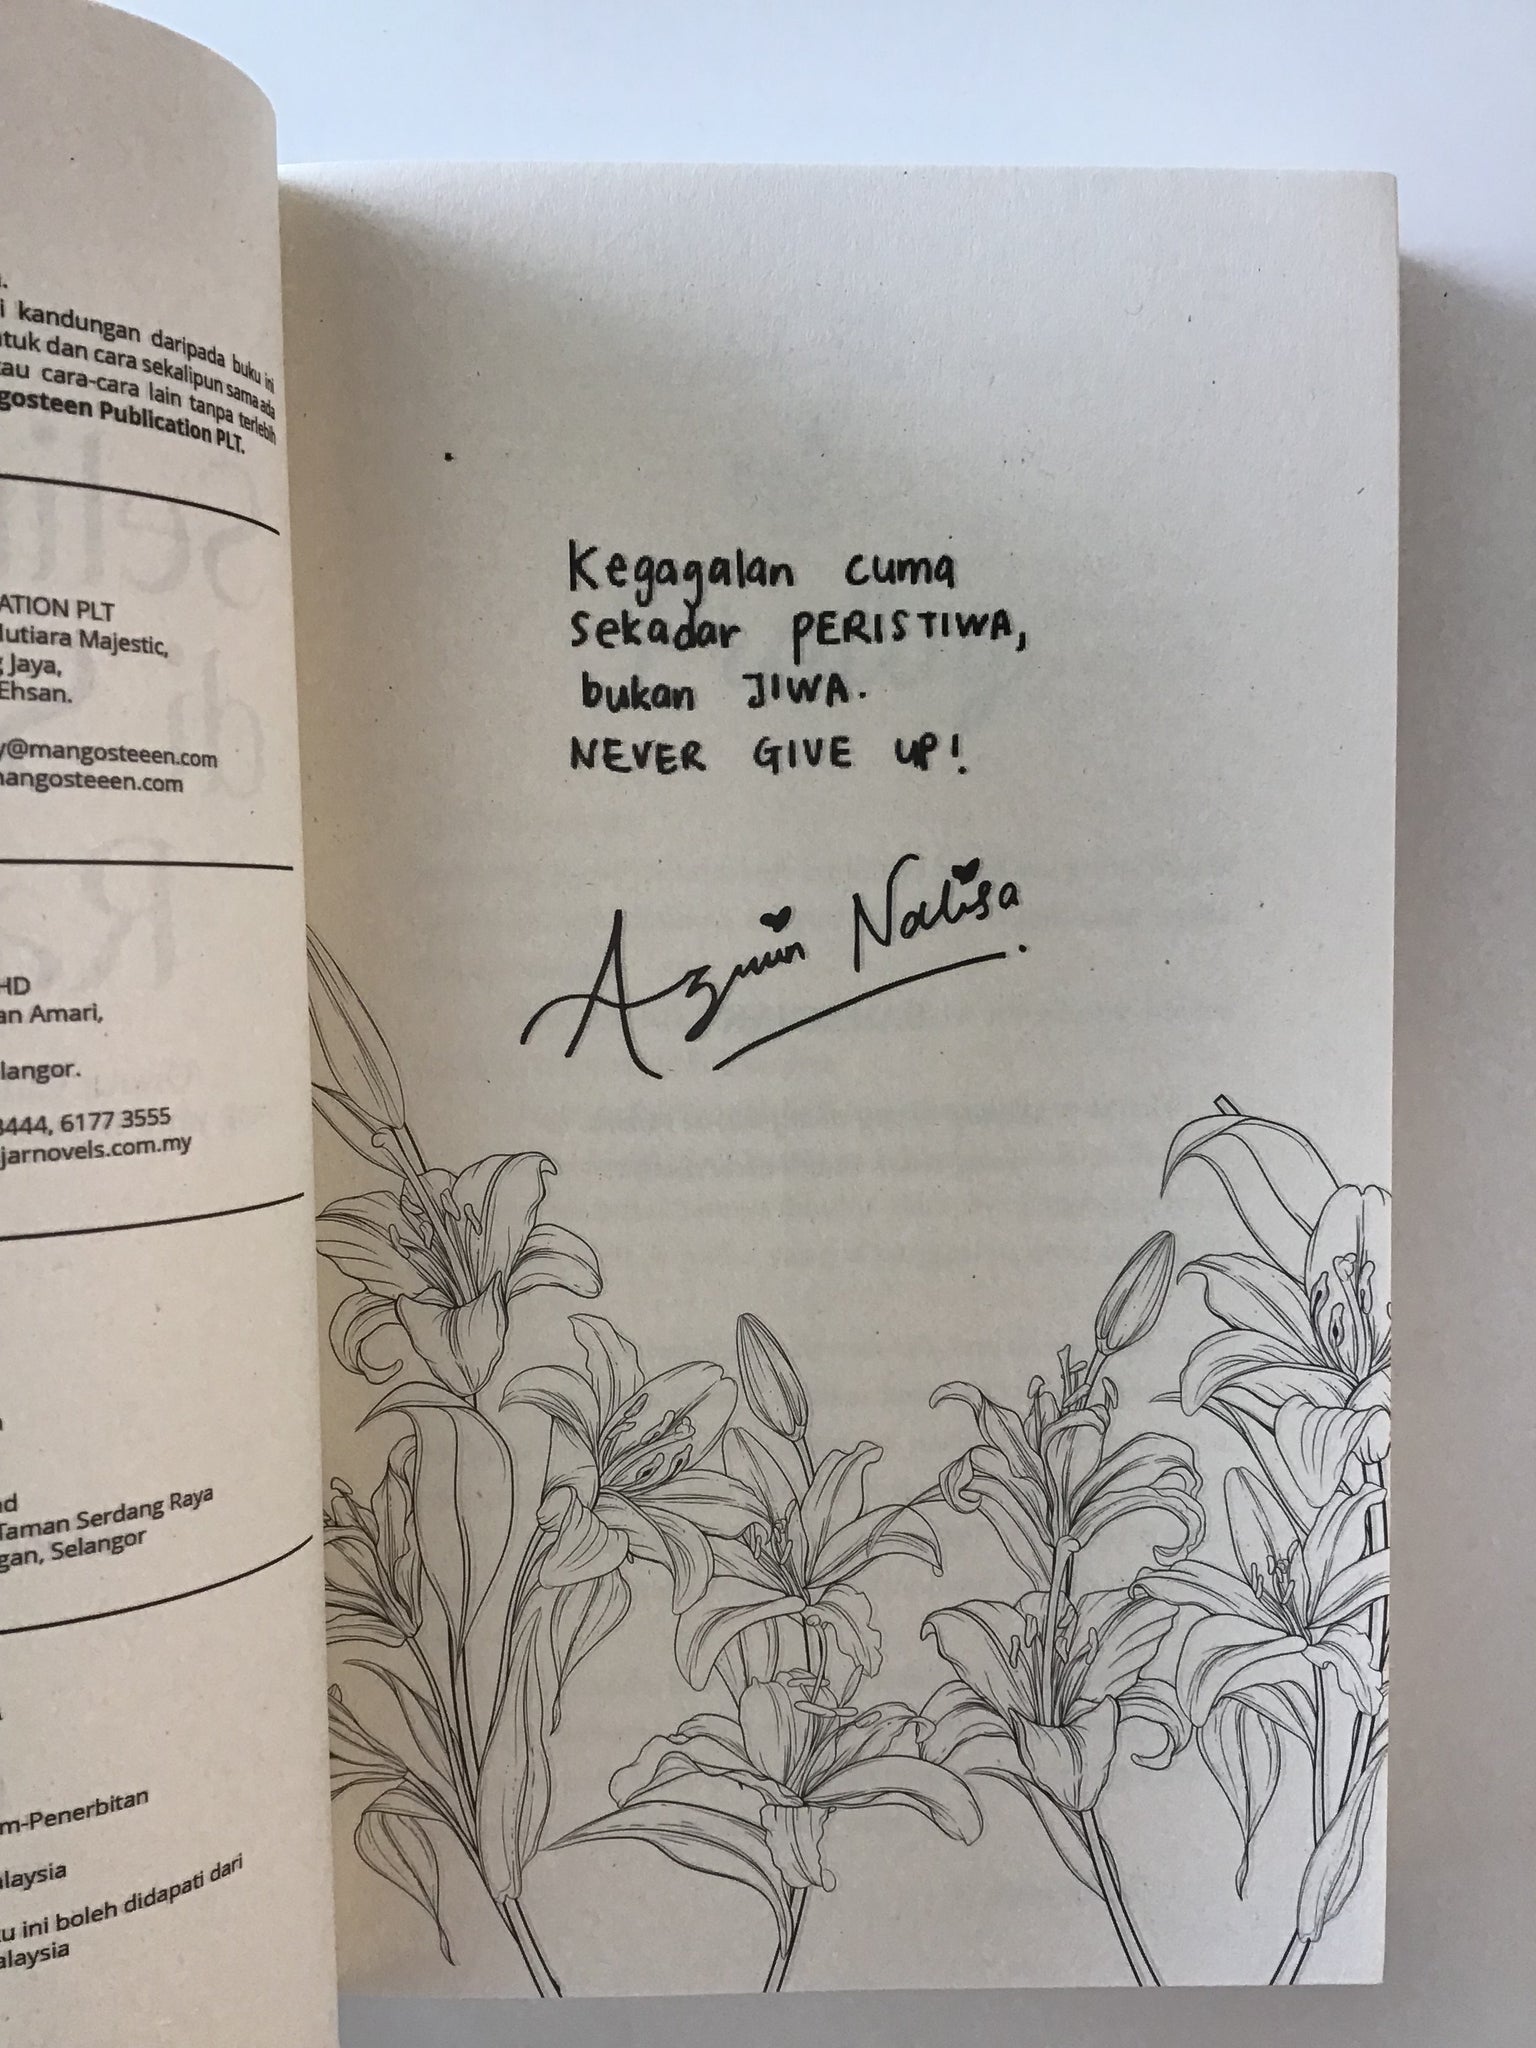 i kandungan daripada buku ini
tuk dan cara sekalipun sama ada
au cara-cara lain tanpa terlebih
gosteen Publication PLT.
ATION PLT
utiara Majestic,
Jaya,
Ehsan.
y@mangosteeen.com
mangosteeen.com
HD
an Amari,
langor.
3444, 6177 3555
jarnovels.com.my
Taman Serdang Raya
gan, Selangor
m-Penerbitan
alaysia
u ini boleh didapati dari
alaysia
Kegagalan cuma
sekadar PERISTIWA,
bukan JIWA.
NEVER GIVE UP!
Azmin Nalisa